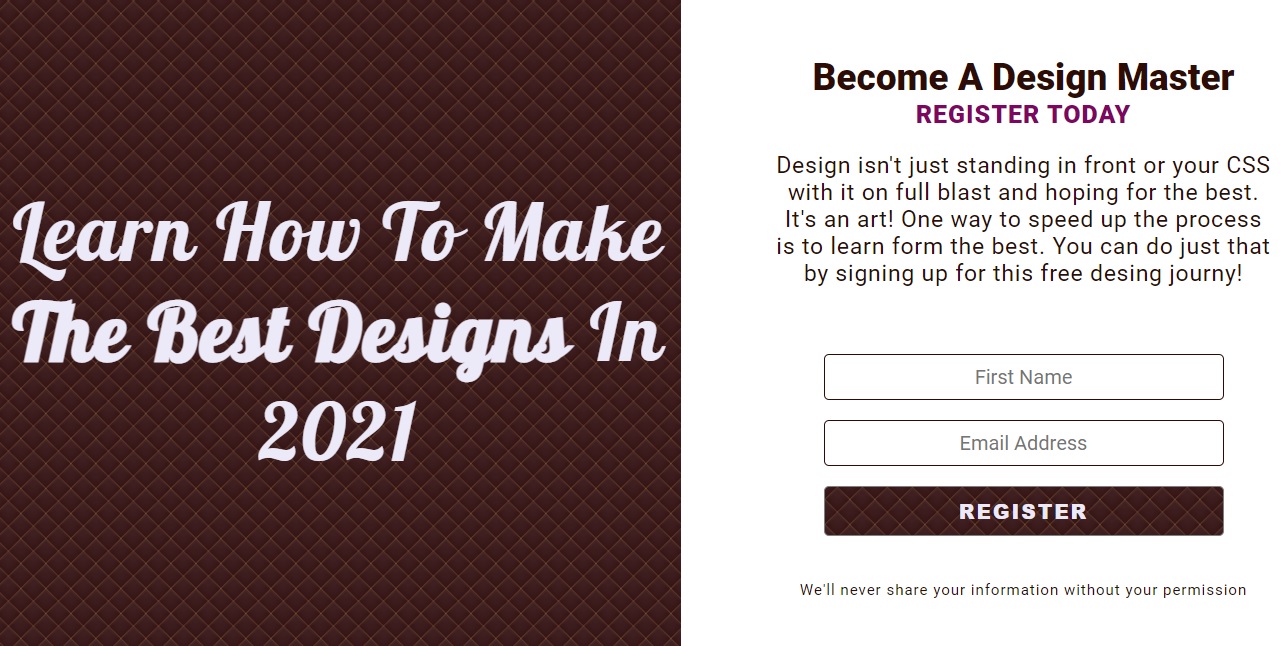 Learn How To Make
The Best Designs In
2021
Become A Design Master
REGISTER TODAY
Design isn't just standing in front or your CSS
with it on full blast and hoping for the best.
It's an art! One way to speed up the process
is to learn form the best. You can do just that
by signing up for this free desing journy!
First Name
Email Address
REGISTER
We'll never share your information without your permission